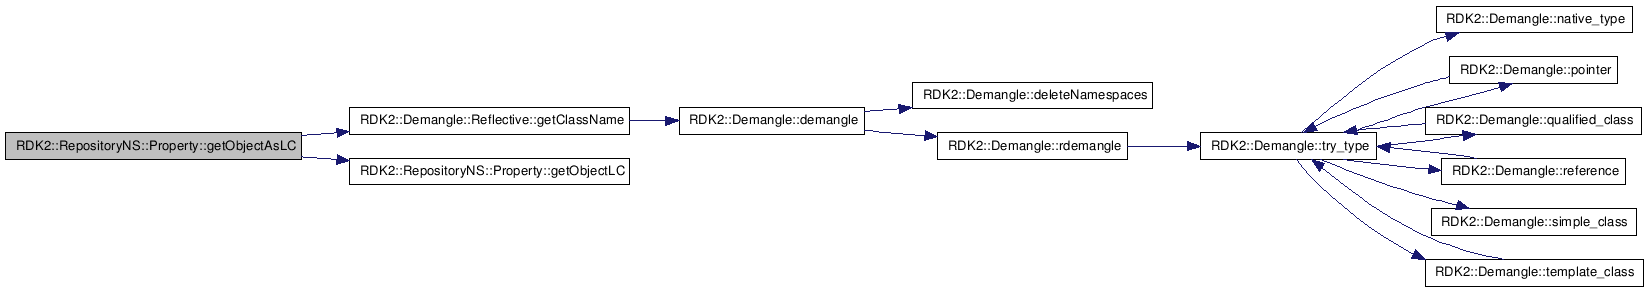 RDK2::RepositoryNS::Property::getObjectAsLC
RDK2::Demangle::Reflective::getClassName
RDK2::RepositoryNS::Property::getObjectLC
RDK2::Demangle::demangle
RDK2::Demangle::deleteNamespaces
RDK2::Demangle::rdemangle
RDK2::Demangle::try_type
RDK2::Demangle::native_type
RDK2::Demangle::pointer
RDK2::Demangle::qualified_class
RDK2::Demangle::reference
RDK2::Demangle::simple_class
RDK2::Demangle::template_class